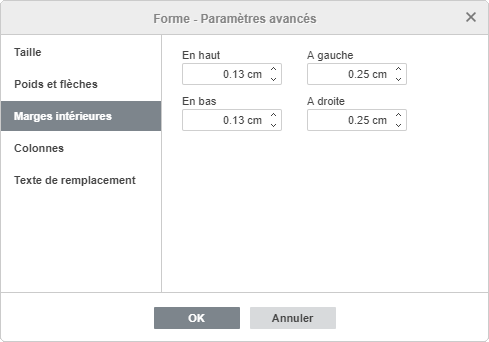 Forme - Paramètres avancés
Taille
Poids et flèches
Marges intérieures
Colonnes
Texte de remplacement
En haut
A gauche
0.13 cm
0.25 cm
En bas
A droite
0.13 cm
0.25 cm
OK
Annuler